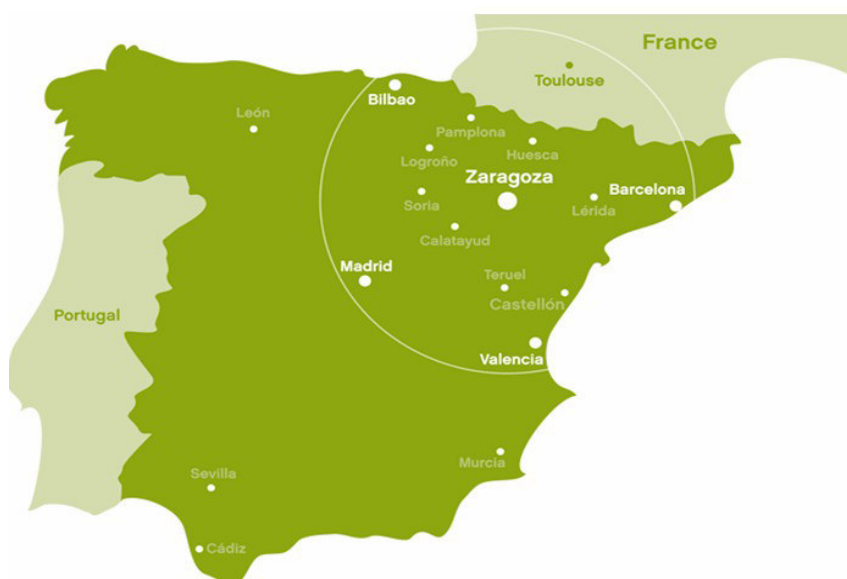 France
Toulouse
Bilbao
León
Pamplona
Logroño
Huesca
Zaragoza
Barcelona
Soria
Lérida
Calatayud
Madrid
Teruel
Castellón
Portugal
Valencia
Murcia
Sevilla
Cádiz